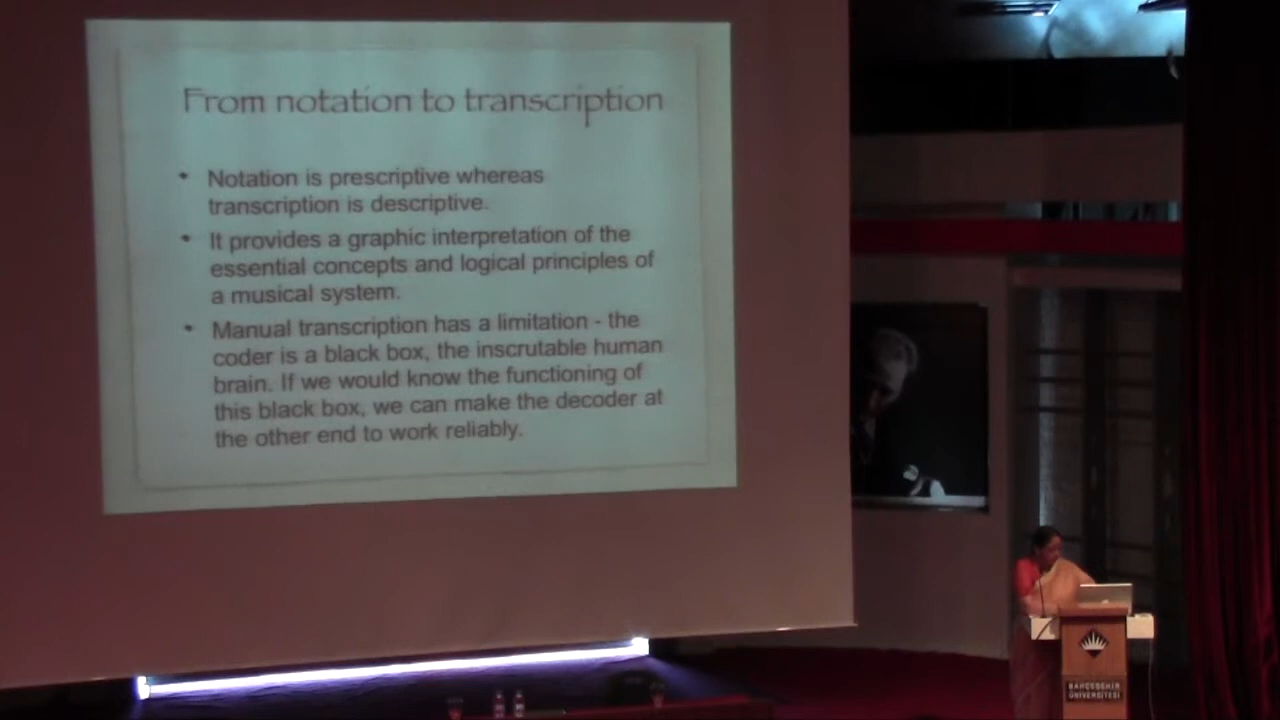 From notation to transcription
• Notation is prescriptive whereas
transcription is descriptive.
• It provides a graphic interpretation of the
essential concepts and logical principles of
a musical system.
• Manual transcription has a limitation - the
coder is a black box, the inscrutable human
brain. If we would know the functioning of
this black box, we can make the decoder at
the other end to work reliably.
BAHÇEŞEHİR
ÜNİVERSİTESİ